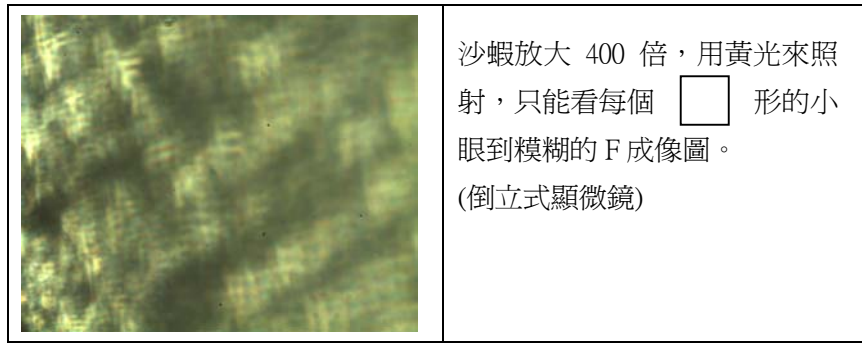 沙蝦放大 400 倍，用黃光來照
射，只能看每個 □ 形的小
眼到糢糊的 F 成像圖。
(倒立式顯微鏡)